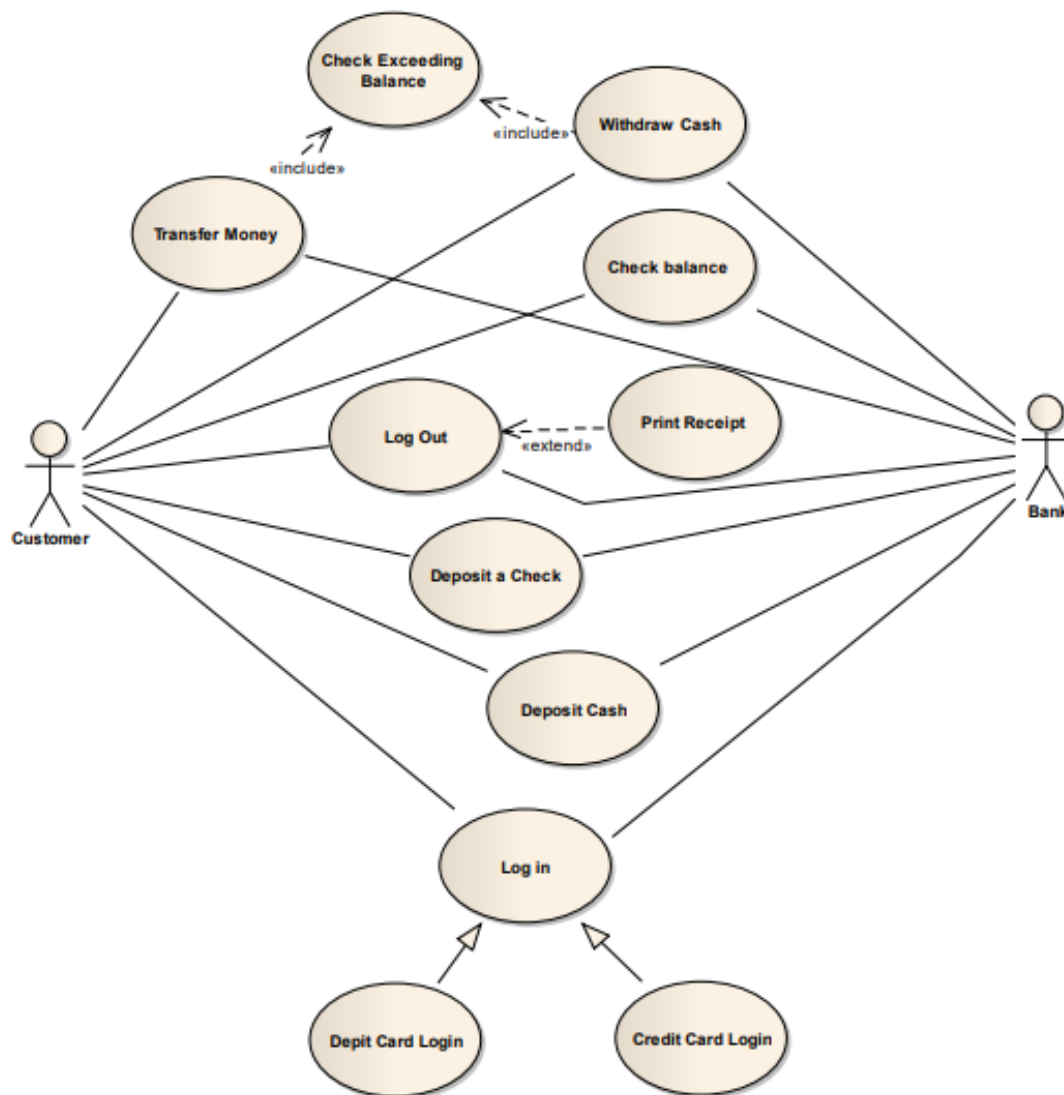 Check Exceeding
Balance
Withdraw Cash
«include»
«include»
Transfer Money
Check balance
Print Receipt
Log Out
«extend»
Customer
Bank
Deposit a Check
Deposit Cash
Log in
Depit Card Login
Credit Card Login